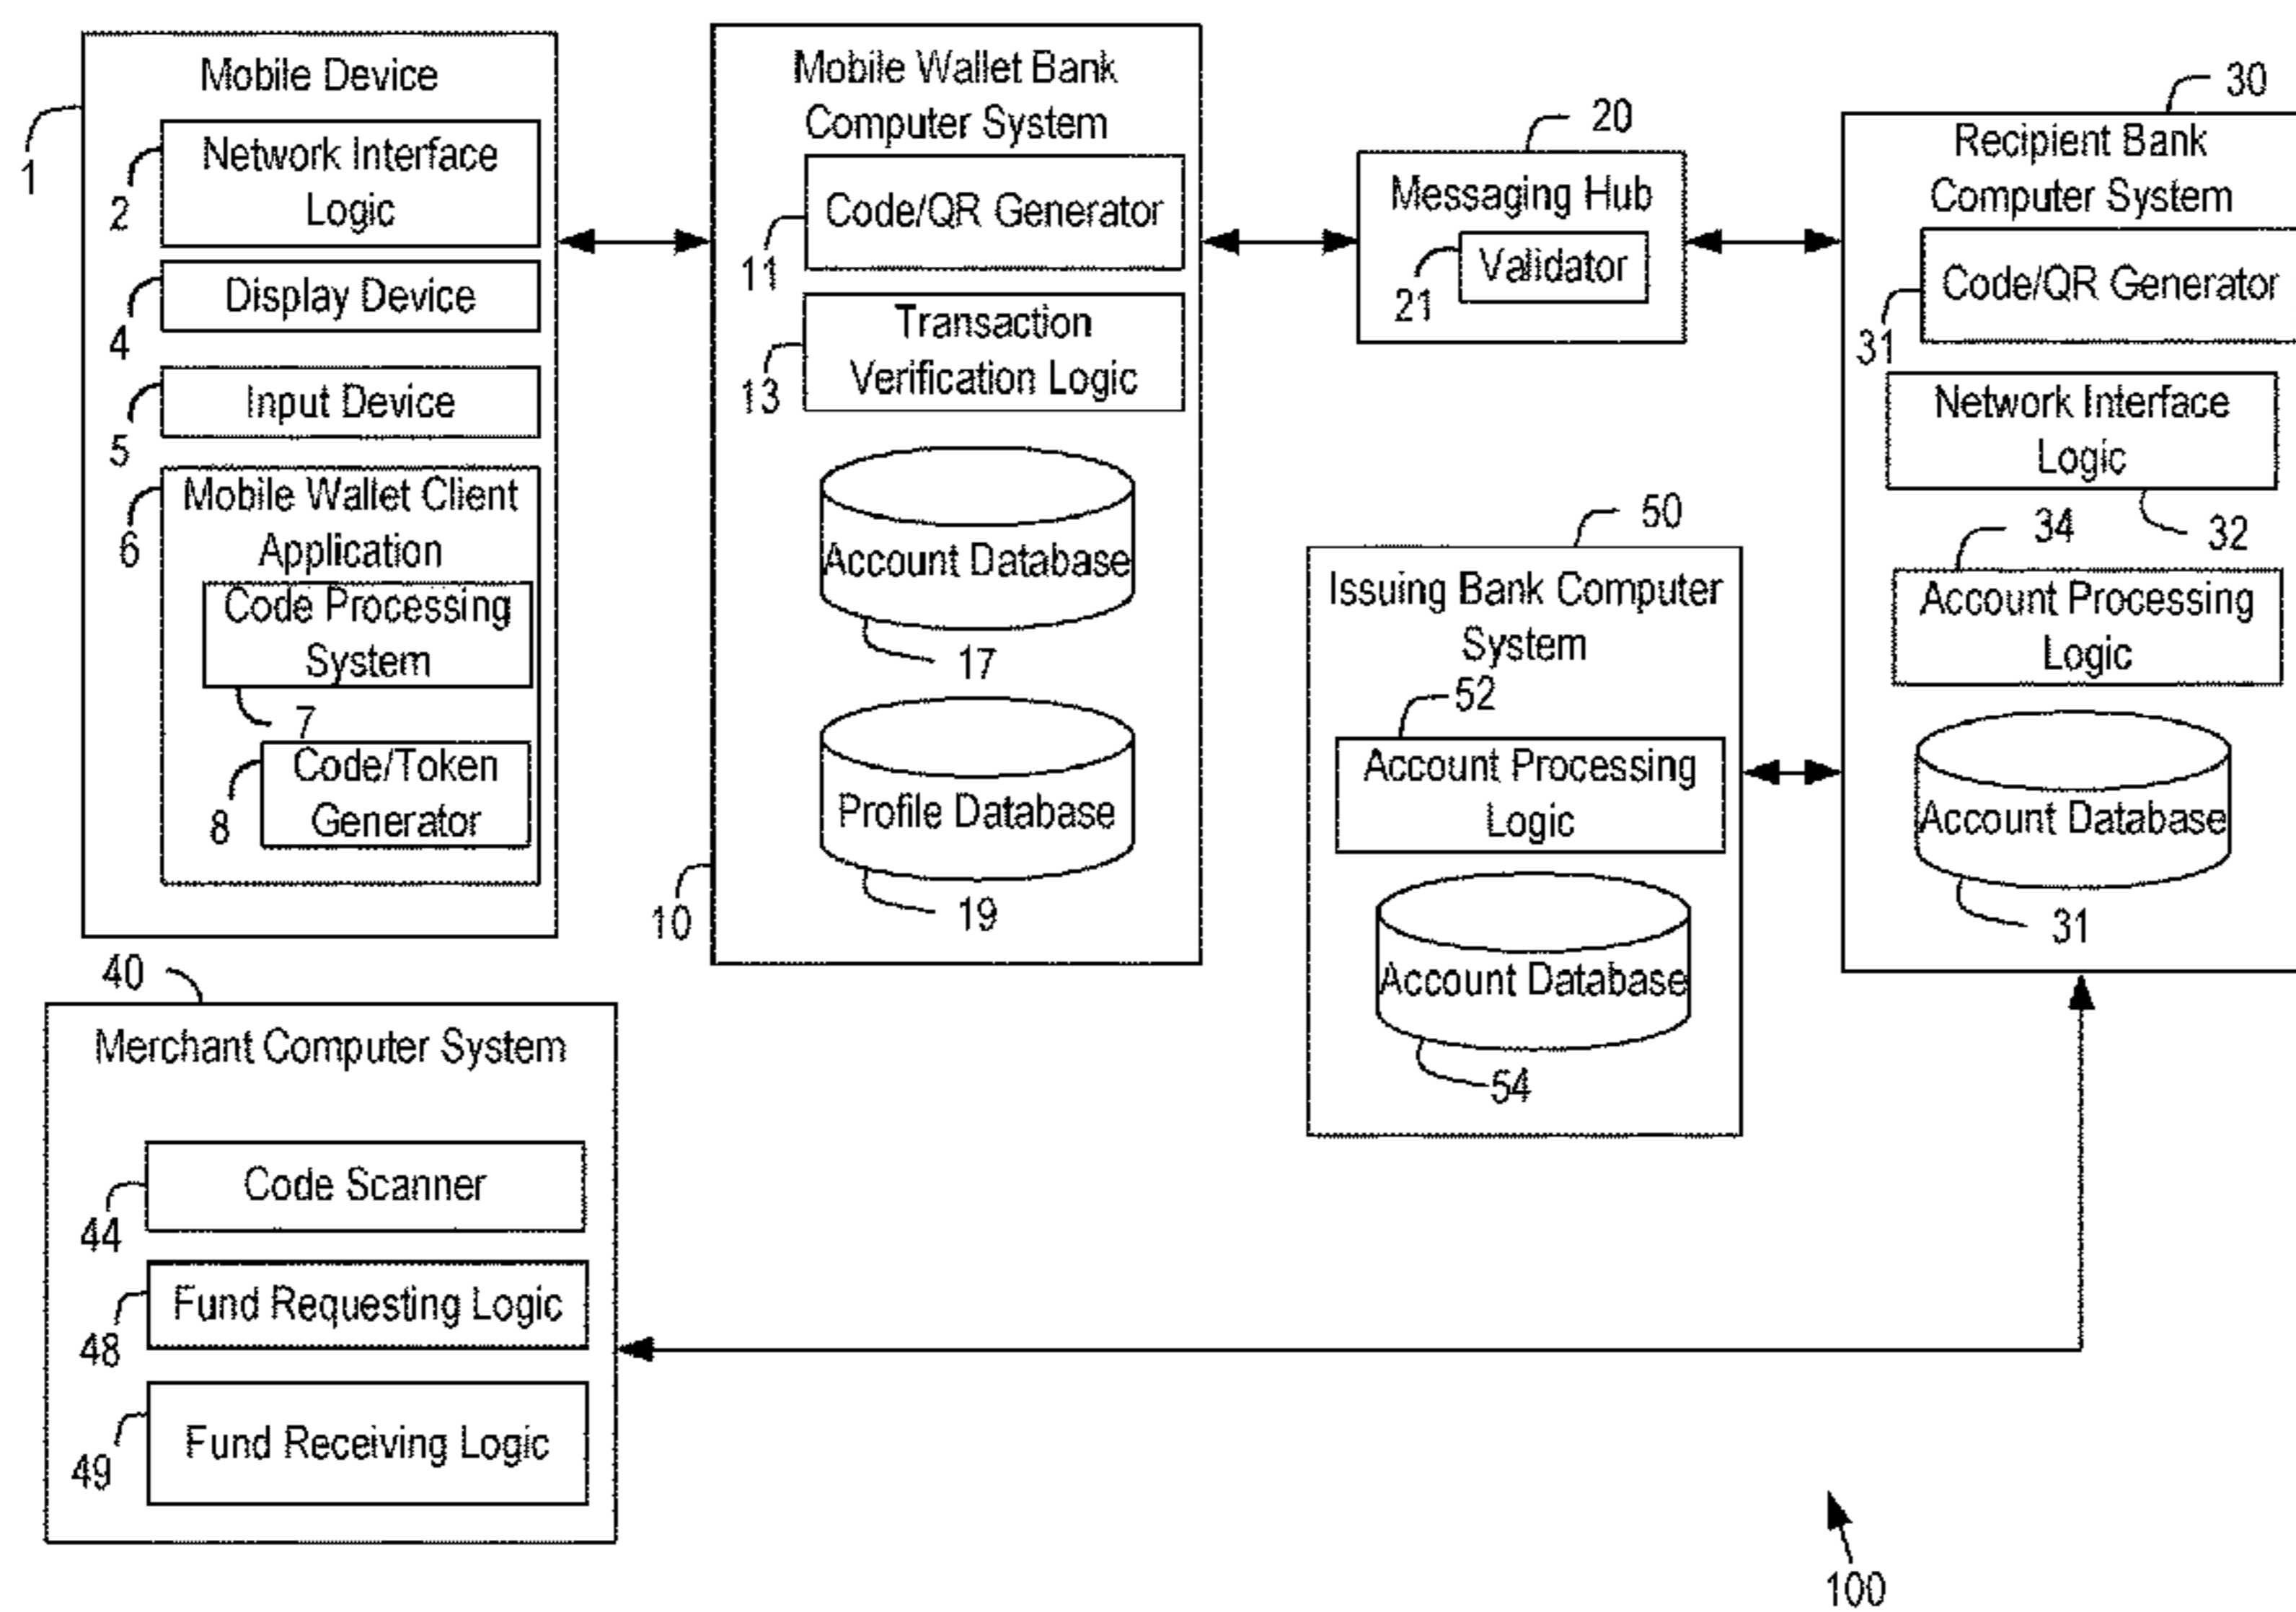 Mobile Device
1
Network Interface
Logic
2
Display Device
4
Input Device
5
Mobile Wallet Client
Application
6
Code Processing
System
7
Code/Token
Generator
8
Mobile Wallet Bank
Computer System
Code/QR Generator
11
Transaction
Verification Logic
13
Account Database
17
Profile Database
19
10
20
Messaging Hub
Validator
21
30
Recipient Bank
Computer System
Code/QR Generator
31
Network Interface
Logic
32
34
Account Processing
Logic
Account Database
31
50
Issuing Bank Computer
System
52
Account Processing
Logic
Account Database
54
40
Merchant Computer System
Code Scanner
44
Fund Requesting Logic
48
Fund Receiving Logic
49
100